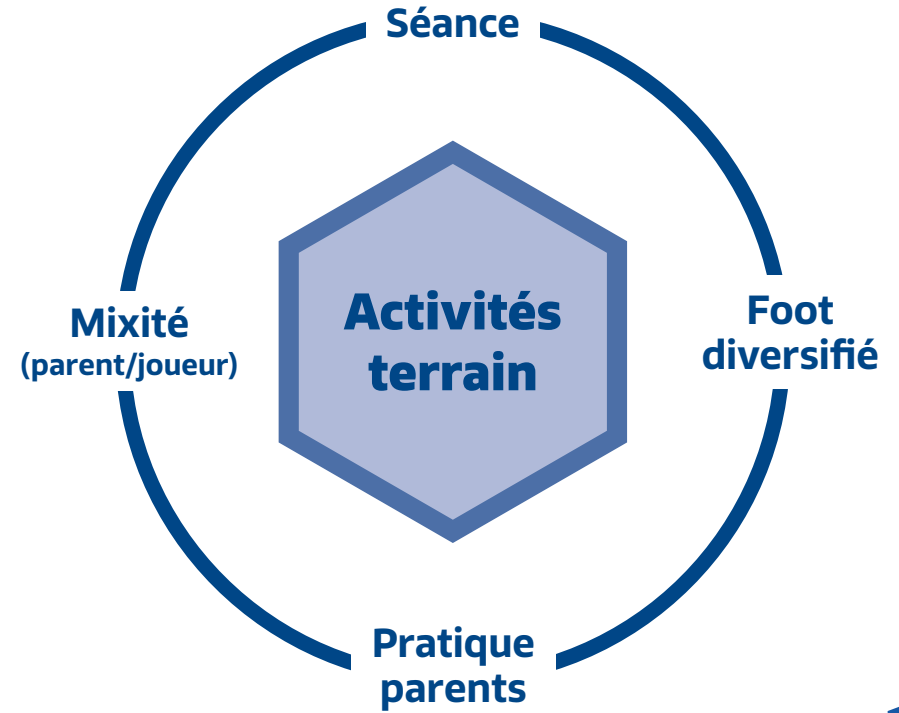 Séance
Mixité
(parent/joueur)
Activités
terrain
Foot
diversifié
Pratique
parents